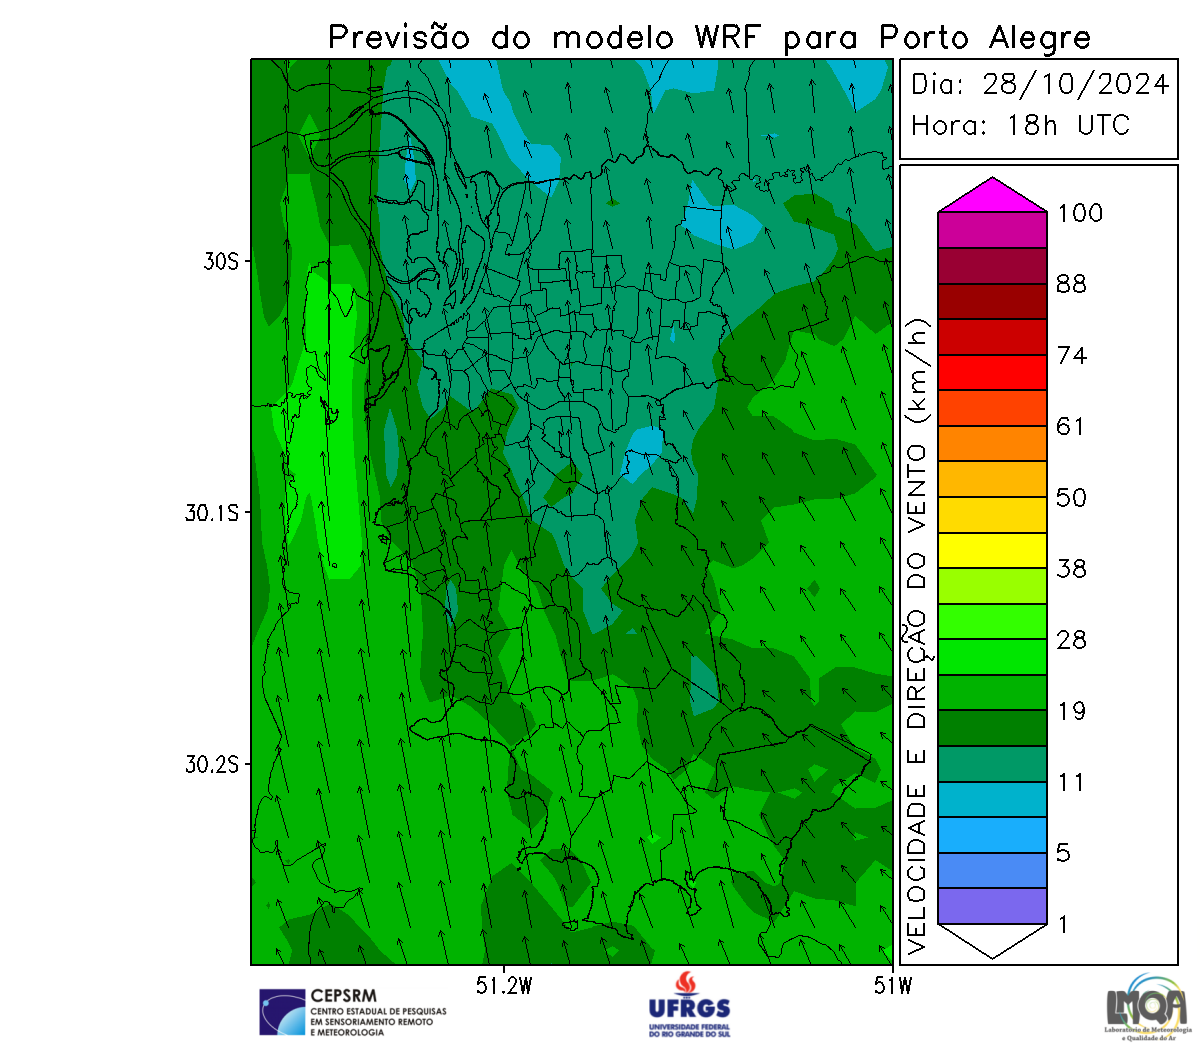 Previsão do modelo WRF para Porto Alegre
Dia: 28/10/2024
Hora: 18h UTC
30S
30.1S
30.2S
51.2W
51W
VELOCIDADE E DIREÇÃO DO VENTO (km/h)
100
88
74
61
50
38
28
19
11
5
1
CEPSRM
CENTRO ESTADUAL DE PESQUISAS
EM SENSORIAMENTO REMOTO
E METEOROLOGIA
UFRGS
UNIVERSIDADE FEDERAL
DO RIO GRANDE DO SUL
LMQA
Laboratório de Meteorologia
e Qualidade do Ar